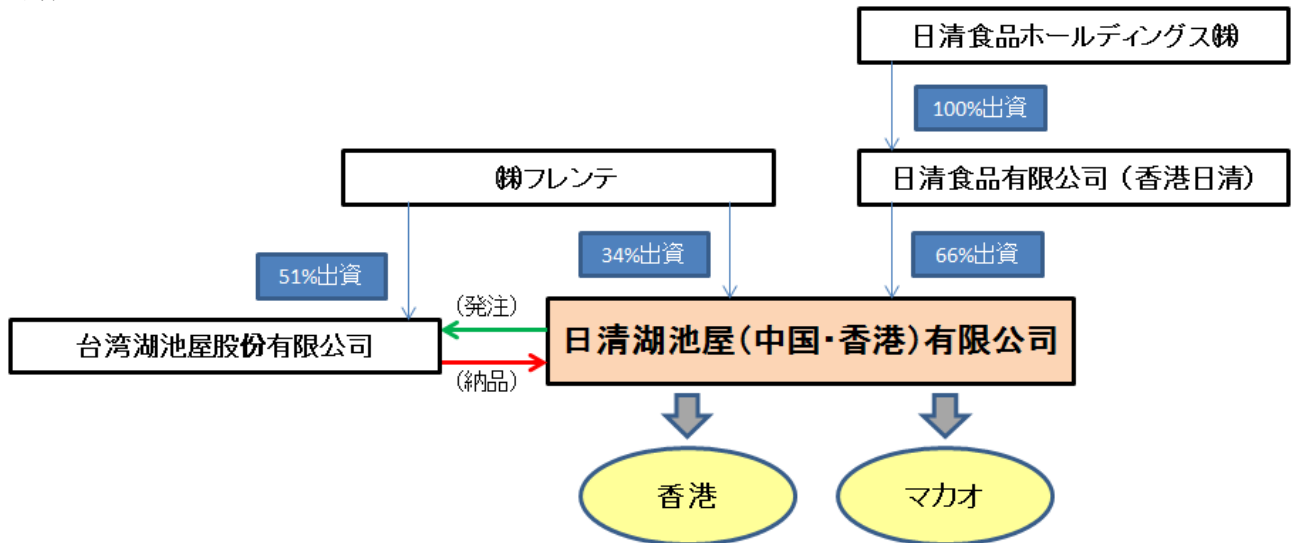 日清食品ホールディングス㈱
100%出資
㈱フレンテ
日清食品有限公司（香港日清）
51%出資
34%出資
66%出資
台湾湖池屋股份有限公司
(発注)
(納品)
日清湖池屋(中国・香港)有限公司
香港
マカオ